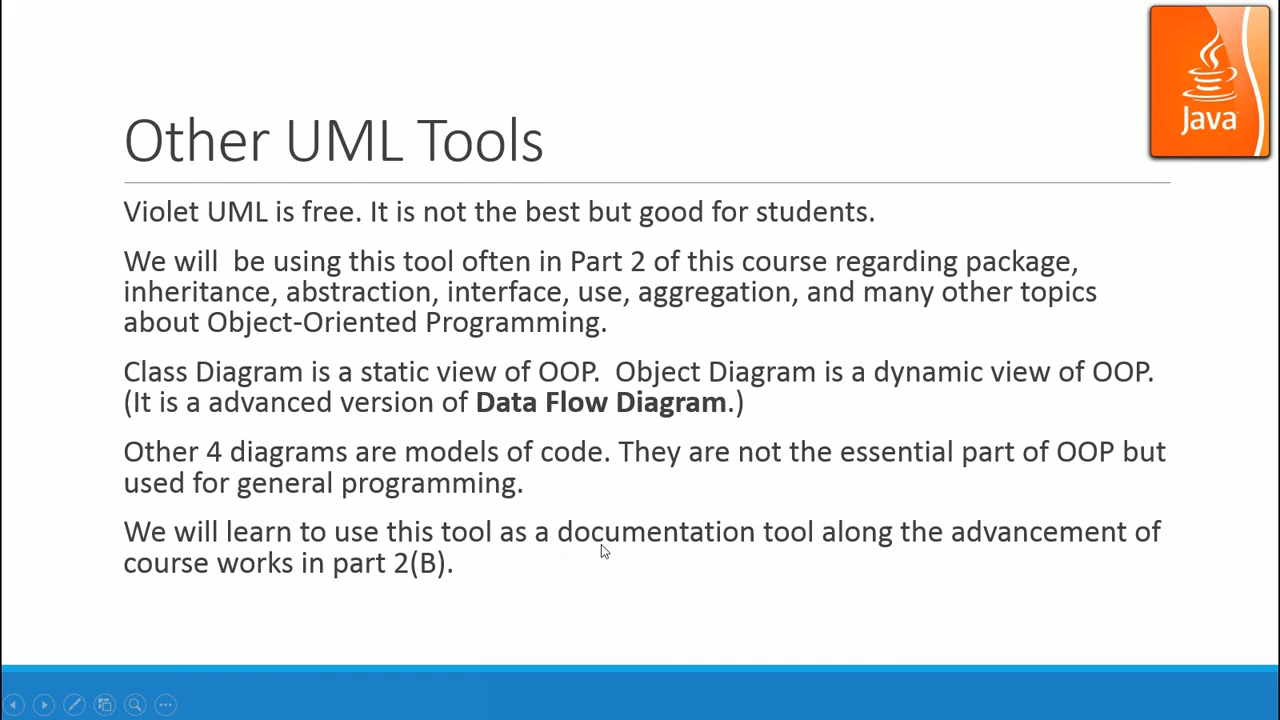 Java
Other UML Tools
Violet UML is free. It is not the best but good for students.
We will  be using this tool often in Part 2 of this course regarding package,
inheritance, abstraction, interface, use, aggregation, and many other topics
about Object-Oriented Programming.
Class Diagram is a static view of OOP.  Object Diagram is a dynamic view of OOP.
(It is a advanced version of Data Flow Diagram.)
Other 4 diagrams are models of code. They are not the essential part of OOP but
used for general programming.
We will learn to use this tool as a documentation tool along the advancement of
course works in part 2(B).